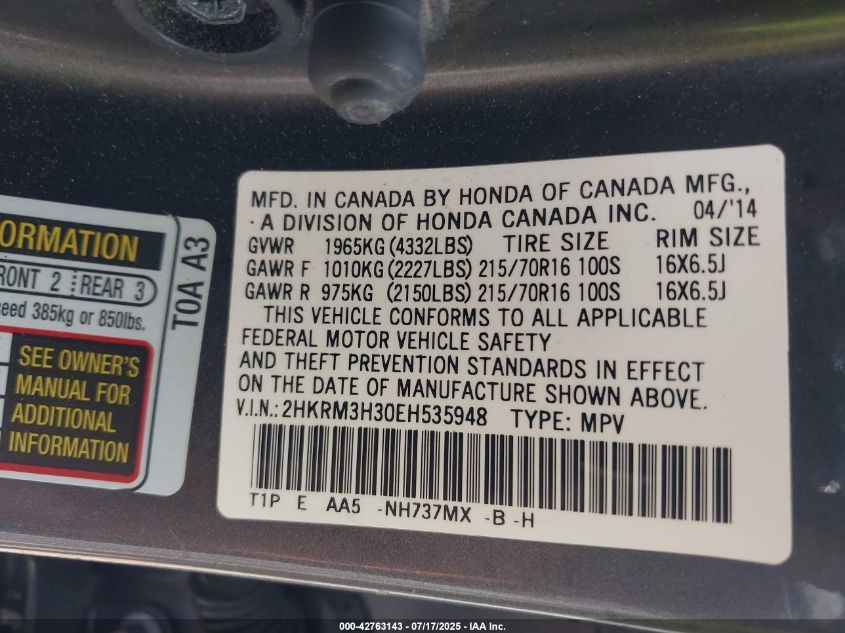 ORMATION
RONT 2 REAR 3
eed 385kg or 850lbs.
T0A A3
SEE OWNER'S
MANUAL FOR
ADDITIONAL
INFORMATION
MFD. IN CANADA BY HONDA OF CANADA MFG.,
A DIVISION OF HONDA CANADA INC. 04/'14
GVWR 1965KG (4332LBS) TIRE SIZE RIM SIZE
GAWR F 1010KG (2227LBS) 215/70R16 100S 16X6.5J
GAWR R 975KG (2150LBS) 215/70R16 100S 16X6.5J
THIS VEHICLE CONFORMS TO ALL APPLICABLE
FEDERAL MOTOR VEHICLE SAFETY
AND THEFT PREVENTION STANDARDS IN EFFECT
ON THE DATE OF MANUFACTURE SHOWN ABOVE.
V.I.N.: 2HKRM3H30EH535948 TYPE: MPV
T1P E AA5 -NH737MX -B -H
000-42763143 - 07/17/2025 - IAA Inc.